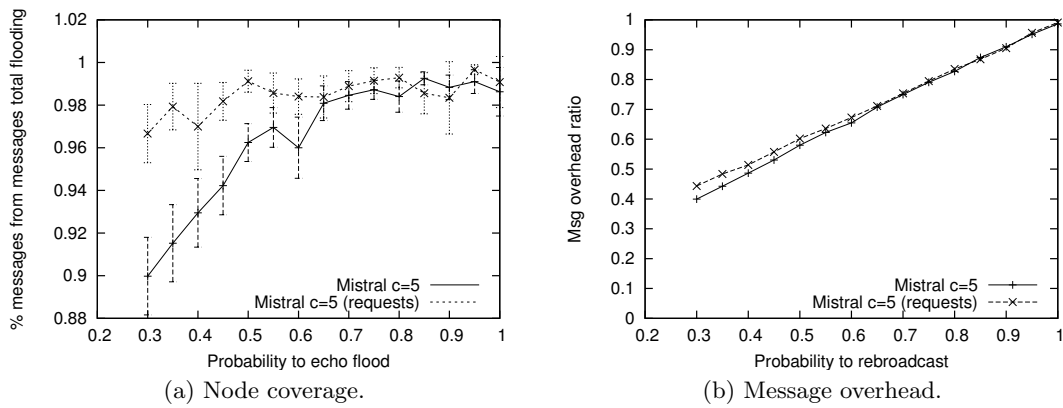 % messages from messages total flooding
1.02
1
0.98
0.96
0.94
0.92
0.9
0.88
Mistral c=5
Mistral c=5 (requests)
0.2 0.3 0.4 0.5 0.6 0.7 0.8 0.9 1
Probability to echo flood
(a) Node coverage.
Msg overhead ratio
1
0.9
0.8
0.7
0.6
0.5
0.4
0.3
0.2
0.1
0
Mistral c=5
Mistral c=5 (requests)
0.2 0.3 0.4 0.5 0.6 0.7 0.8 0.9 1
Probability to rebroadcast
(b) Message overhead.